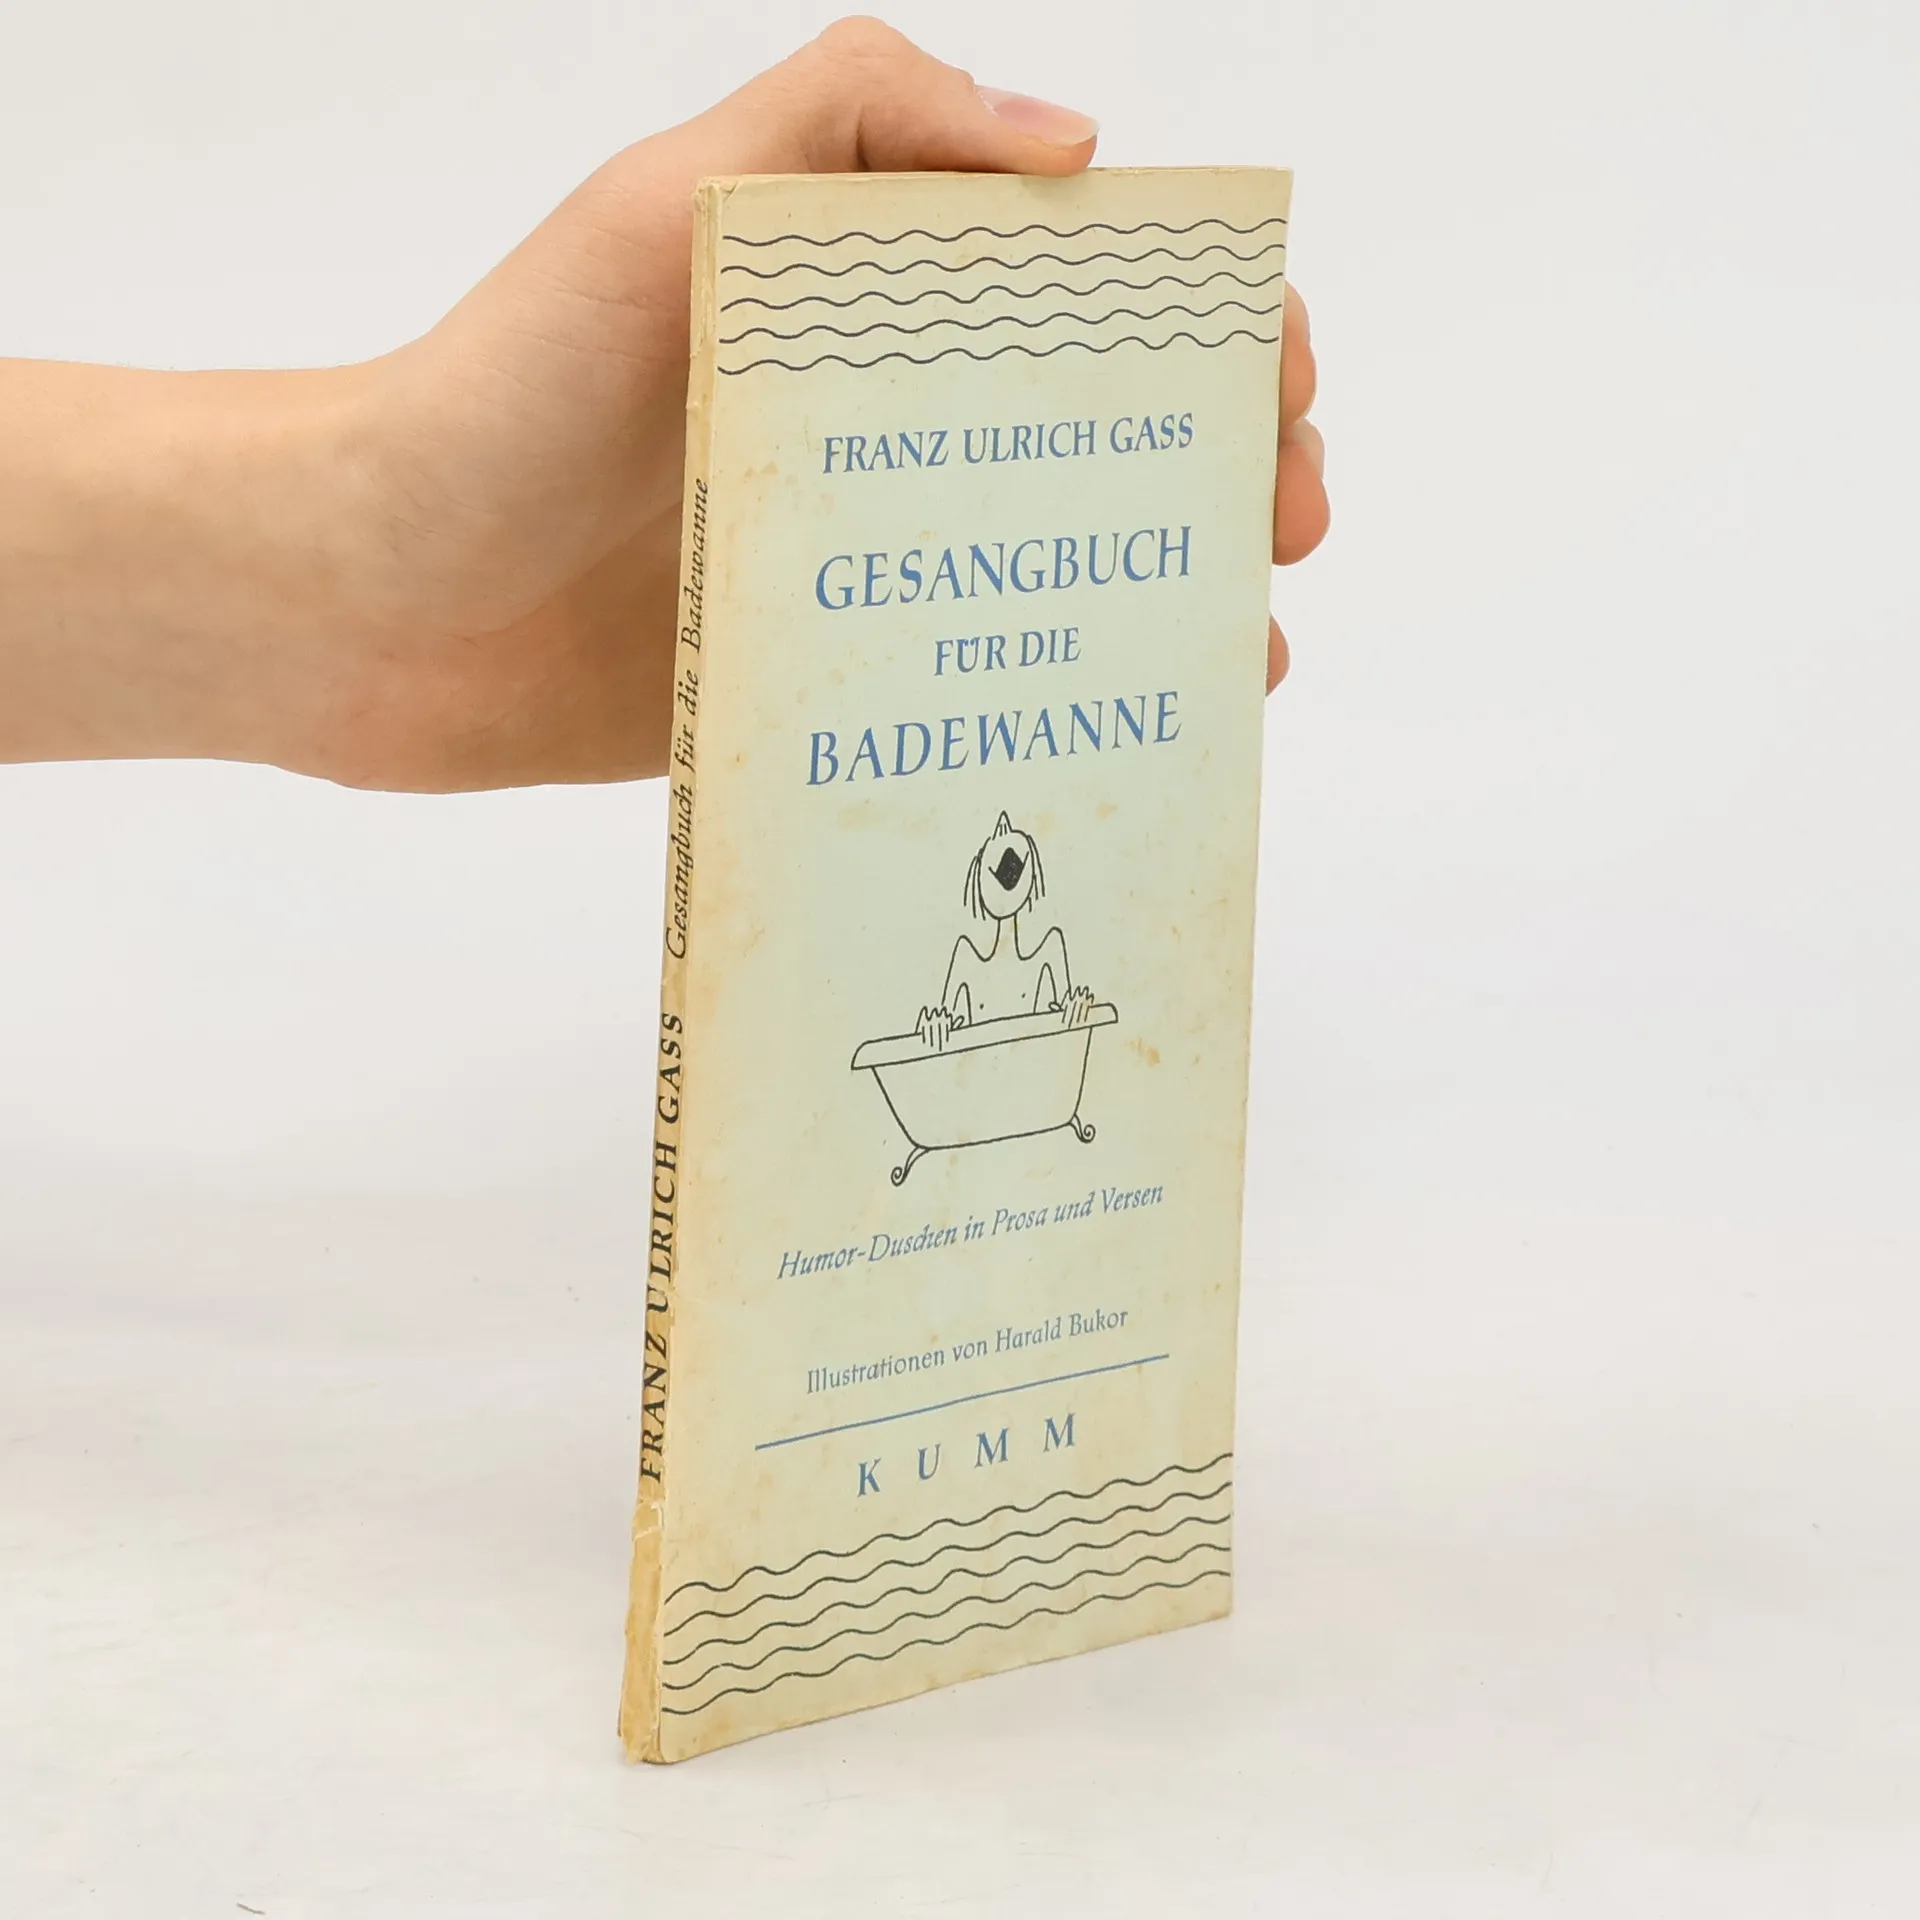 FRANZ ULRICH GASS
GESANGBUCH
FÜR DIE
BADEWANNE
Humor-Duschen in Prosa und Versen
Illustrationen von Harald Bukor
KUMM
FRANZ ULRICH GASS Gesangbuch für die Badewanne